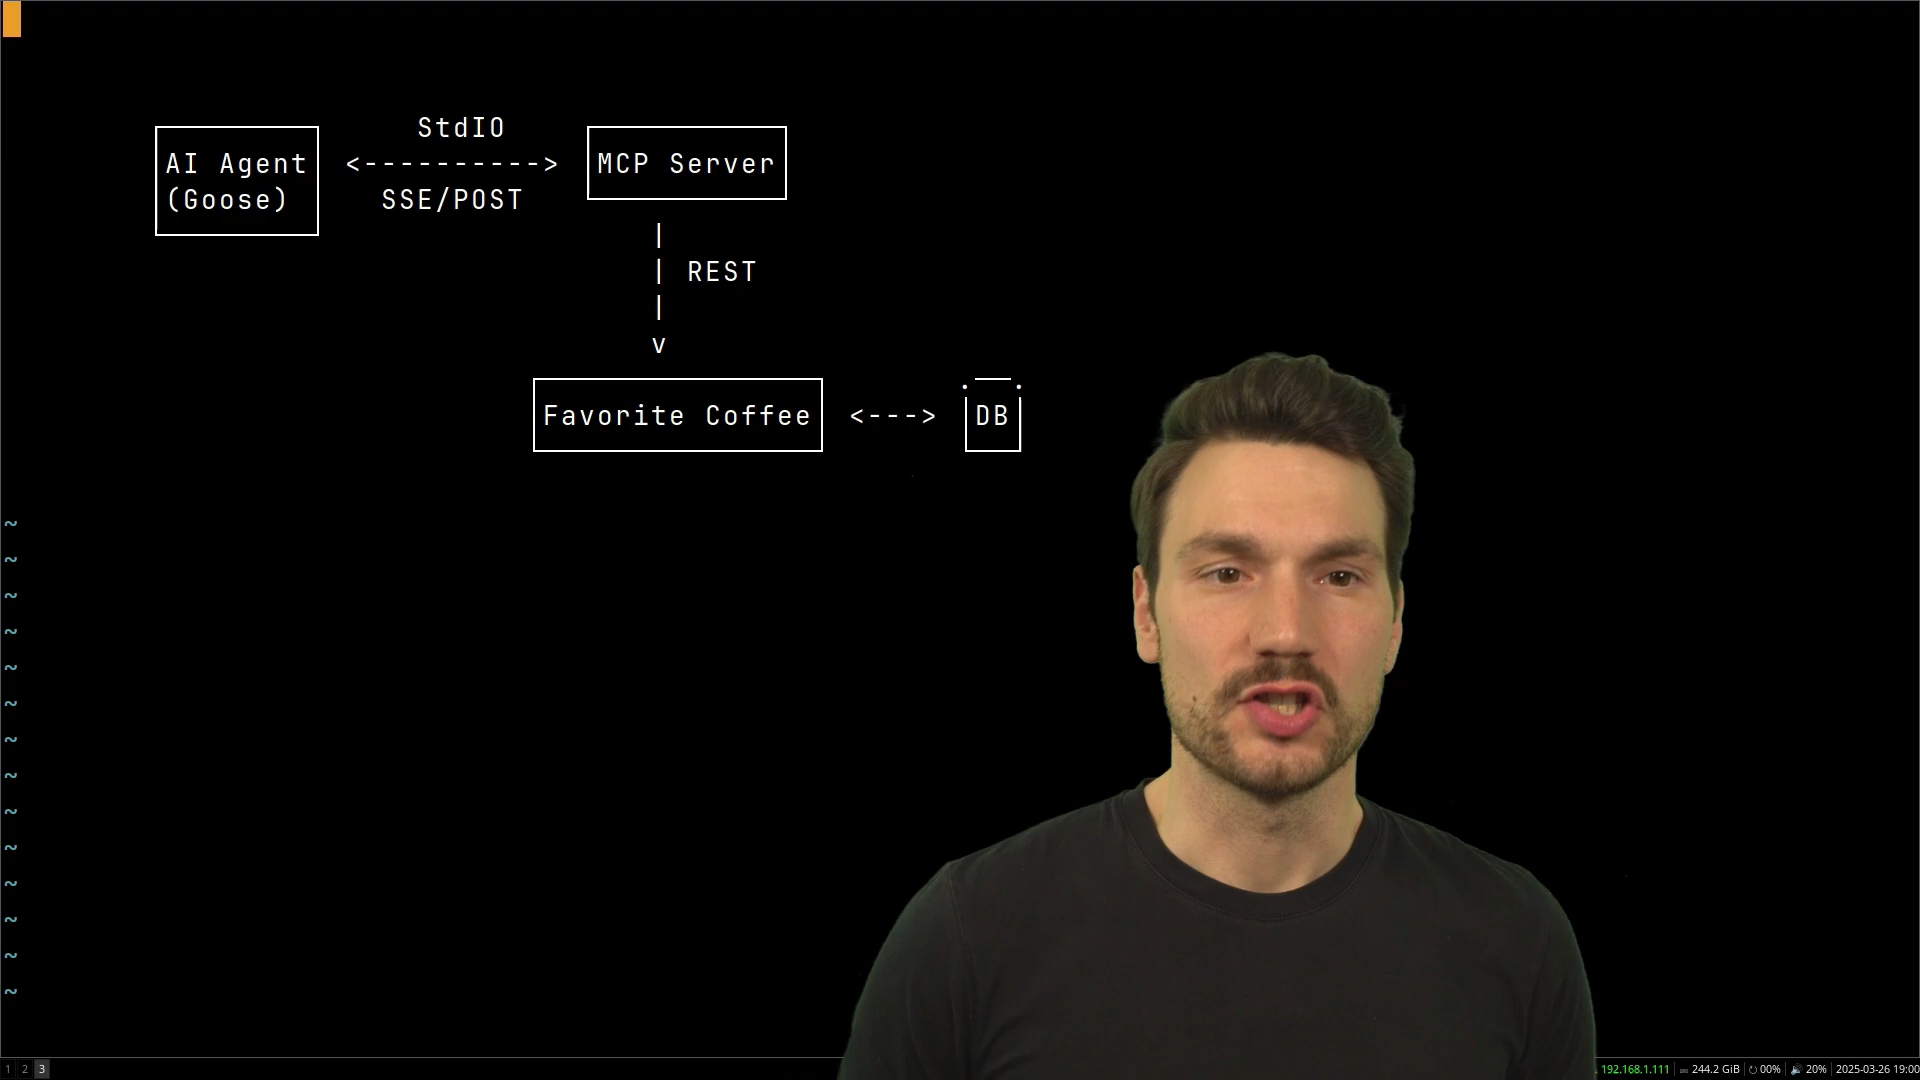 StdIO
AI Agent <----------> MCP Server
(Goose) SSE/POST
|
| REST
|
v
Favorite Coffee <---> DB
~
~
~
~
~
~
~
~
~
~
~
~
~
~
1 2 3 192.168.1.111 244.2 GiB 00% 20% 2025-03-26 19:00